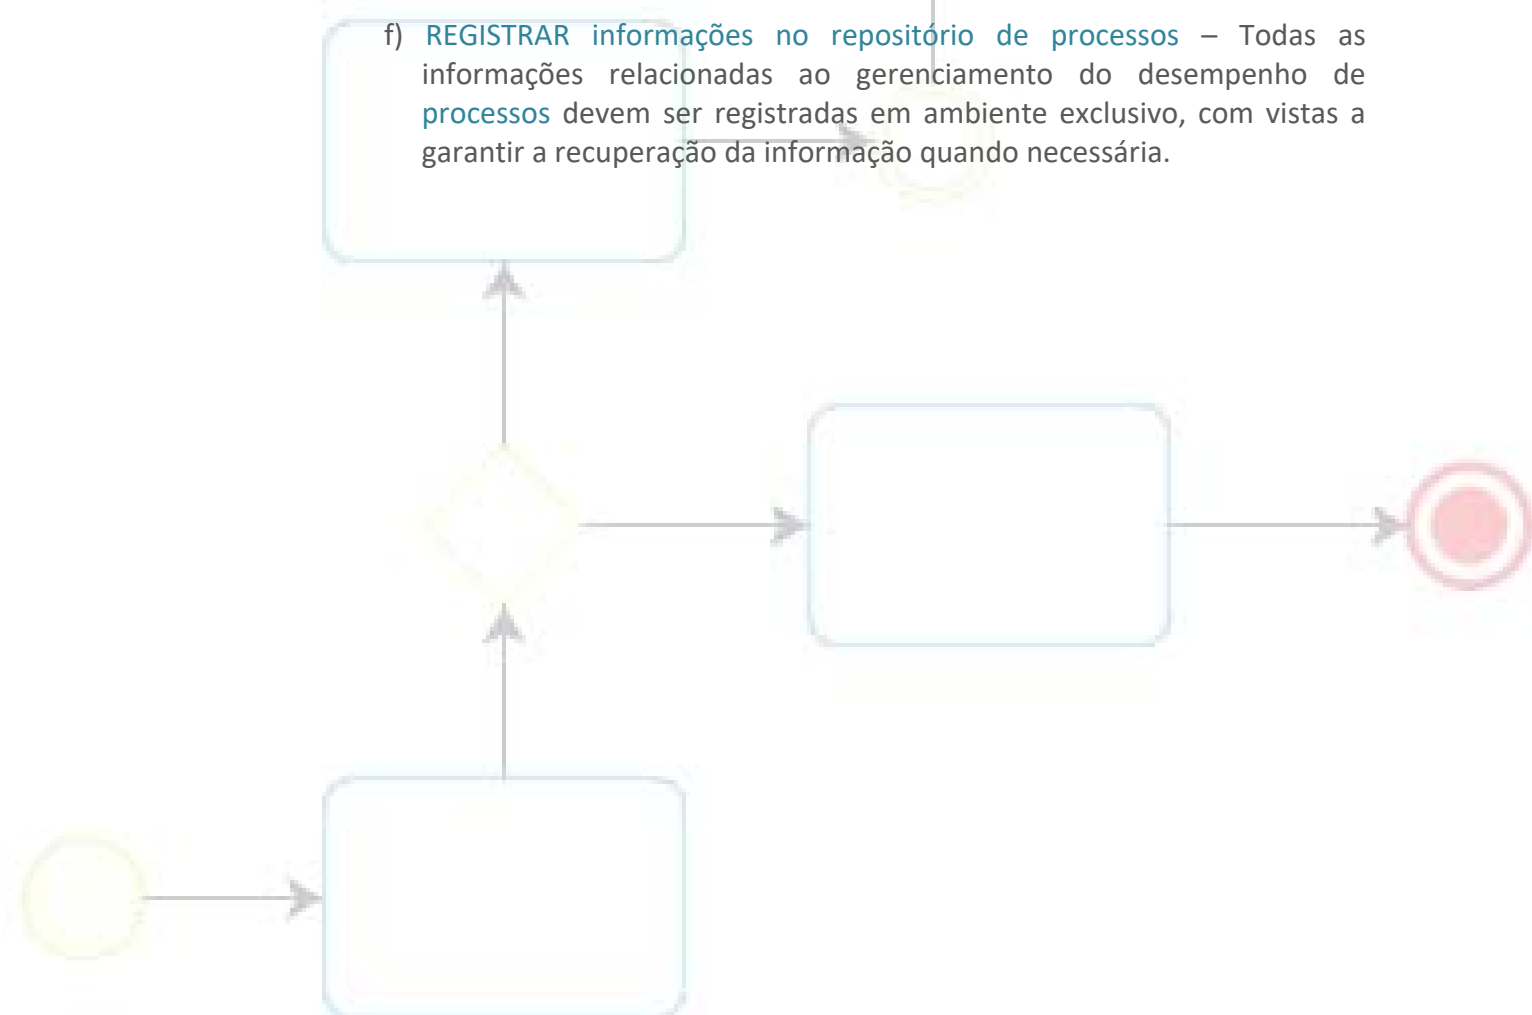 f) REGISTRAR informações no repositório de processos – Todas as
informações relacionadas ao gerenciamento do desempenho de
processos devem ser registradas em ambiente exclusivo, com vistas a
garantir a recuperação da informação quando necessária.